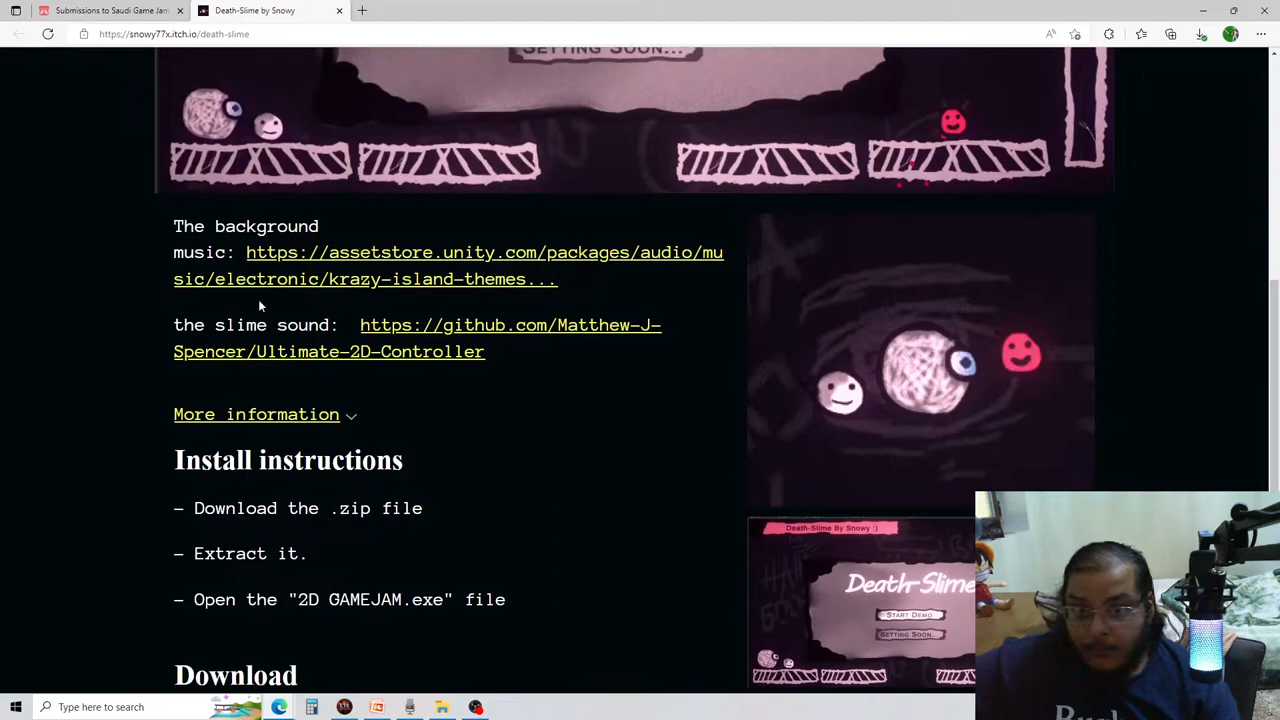 Submissions to Saudi Game Jam
Death-Slime by Snowy
https://snowy77x.itch.io/death-slime
SETTING SOON...
The background
music: https://assetstore.unity.com/packages/audio/mu
sic/electronic/krazy-island-themes...
the slime sound: https://github.com/Matthew-J-
Spencer/Ultimate-2D-Controller
More information
Install instructions
– Download the .zip file
– Extract it.
– Open the "2D GAMEJAM.exe" file
Download
Death-Slime By Snowy :)
Death-Slime
START DEMO
SETTING SOON...
Type here to search